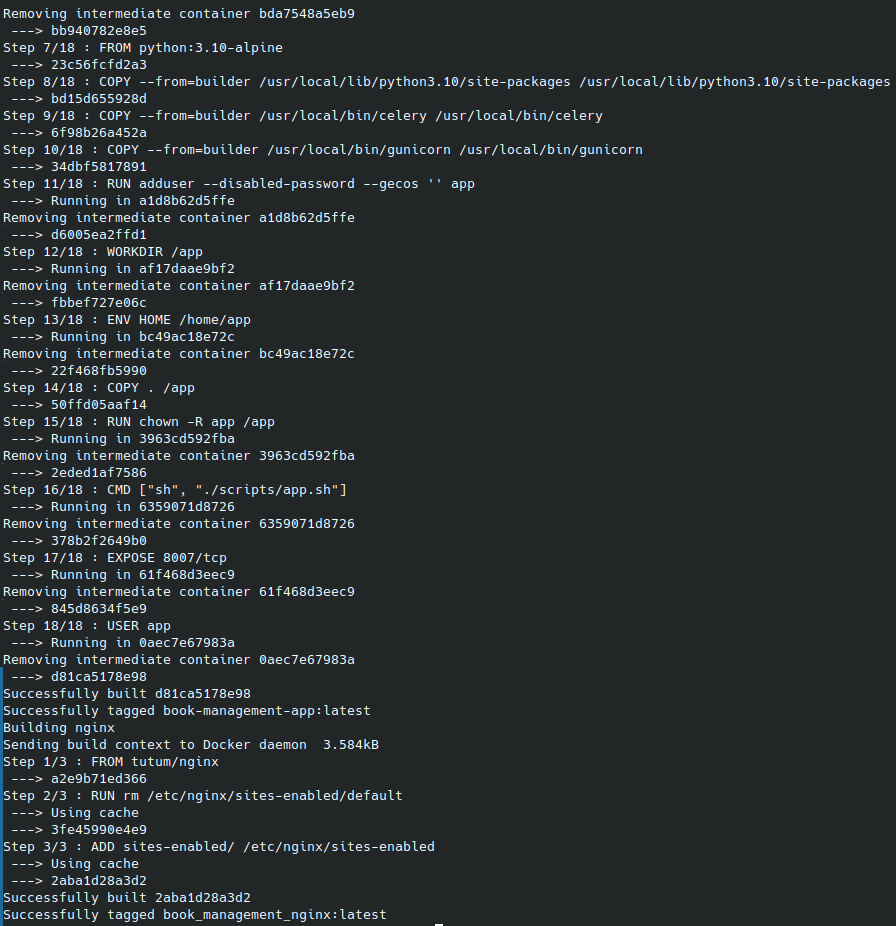 Removing intermediate container bda7548a5eb9
 ---> bb940782e8e5
Step 7/18 : FROM python:3.10-alpine
 ---> 23c56fcfd2a3
Step 8/18 : COPY --from=builder /usr/local/lib/python3.10/site-packages /usr/local/lib/python3.10/site-packages
 ---> bd15d655928d
Step 9/18 : COPY --from=builder /usr/local/bin/celery /usr/local/bin/celery
 ---> 6f98b26a452a
Step 10/18 : COPY --from=builder /usr/local/bin/gunicorn /usr/local/bin/gunicorn
 ---> 34dbf5817891
Step 11/18 : RUN adduser --disabled-password --gecos '' app
 ---> Running in a1d8b62d5ffe
Removing intermediate container a1d8b62d5ffe
 ---> d6005ea2ffd1
Step 12/18 : WORKDIR /app
 ---> Running in af17daae9bf2
Removing intermediate container af17daae9bf2
 ---> fbbef727e06c
Step 13/18 : ENV HOME /home/app
 ---> Running in bc49ac18e72c
Removing intermediate container bc49ac18e72c
 ---> 22f468fb5990
Step 14/18 : COPY . /app
 ---> 50ffd05aaf14
Step 15/18 : RUN chown -R app /app
 ---> Running in 3963cd592fba
Removing intermediate container 3963cd592fba
 ---> 2eded1af7586
Step 16/18 : CMD ["sh", "./scripts/app.sh"]
 ---> Running in 6359071d8726
Removing intermediate container 6359071d8726
 ---> 378b2f2649b0
Step 17/18 : EXPOSE 8007/tcp
 ---> Running in 61f468d3eec9
Removing intermediate container 61f468d3eec9
 ---> 845d8634f5e9
Step 18/18 : USER app
 ---> Running in 0aec7e67983a
Removing intermediate container 0aec7e67983a
 ---> d81ca5178e98
Successfully built d81ca5178e98
Successfully tagged book-management-app:latest
Building nginx
Sending build context to Docker daemon  3.584kB
Step 1/3 : FROM tutum/nginx
 ---> a2e9b71ed366
Step 2/3 : RUN rm /etc/nginx/sites-enabled/default
 ---> Using cache
 ---> 3fe45990e4e9
Step 3/3 : ADD sites-enabled/ /etc/nginx/sites-enabled
 ---> Using cache
 ---> 2aba1d28a3d2
Successfully built 2aba1d28a3d2
Successfully tagged book_management_nginx:latest